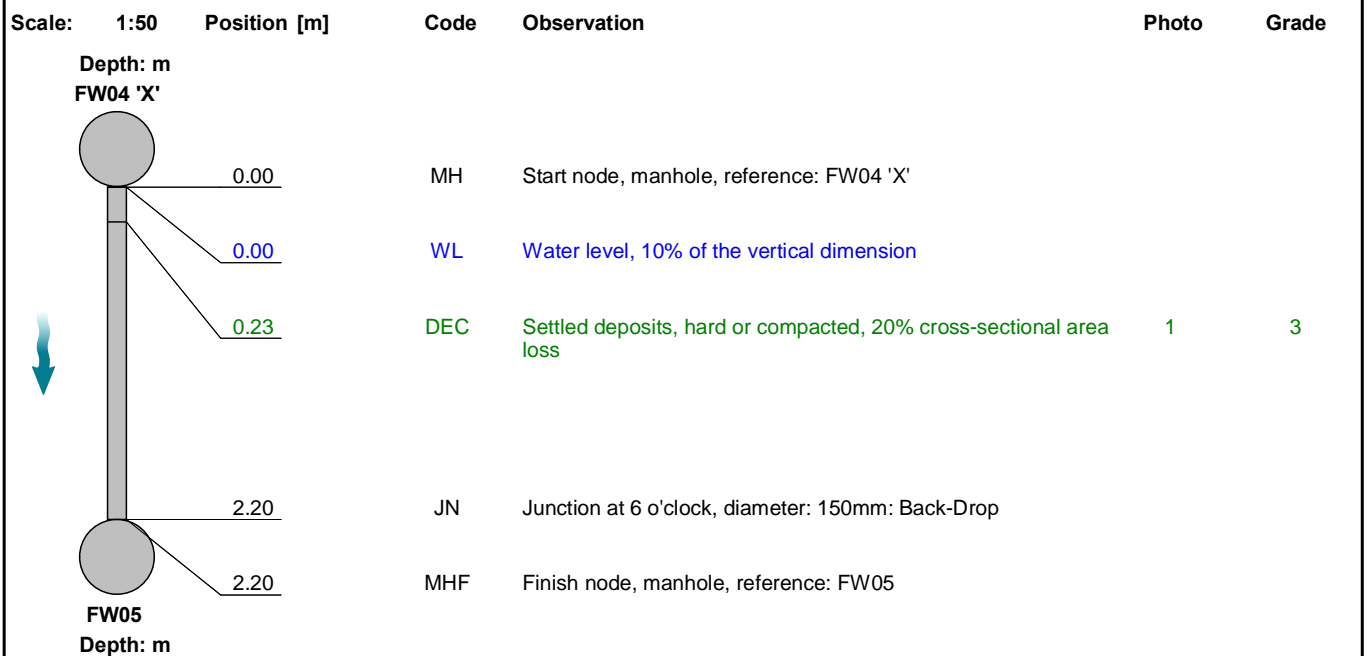 Scale: 1:50 Position [m] Code Observation Photo Grade
Depth: m
FW04 'X'
0.00 MH Start node, manhole, reference: FW04 'X'
0.00 WL Water level, 10% of the vertical dimension
0.23 DEC Settled deposits, hard or compacted, 20% cross-sectional area 1 3
loss
2.20 JN Junction at 6 o'clock, diameter: 150mm: Back-Drop
2.20 MHF Finish node, manhole, reference: FW05
FW05
Depth: m